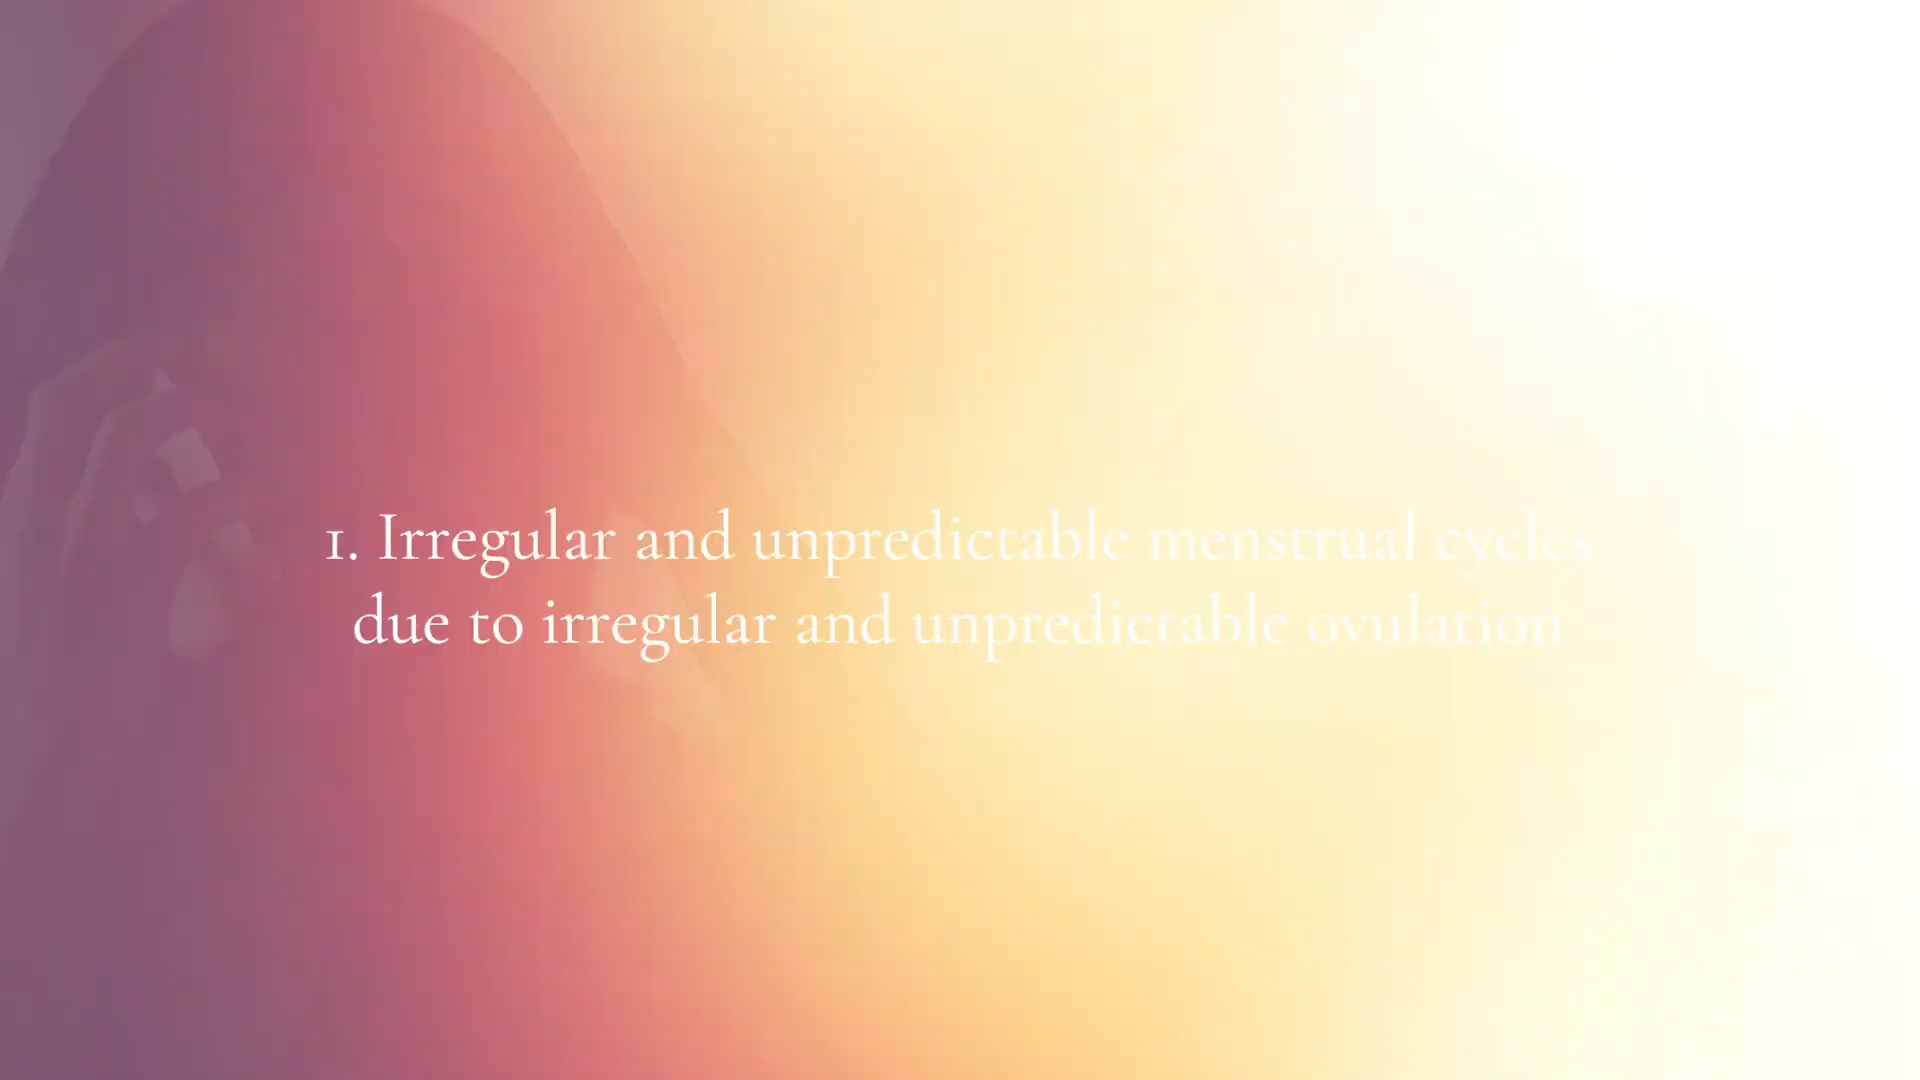 1. Irregular and unpredictable menstrual cycles
due to irregular and unpredictable ovulation